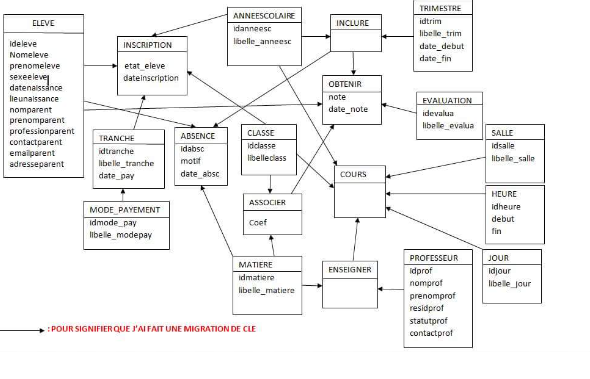 ELEVE
ideleve
Nomeleve
prenomeleve
sexeeleve
datenaissance
lieunaissance
nomparent
prenomparent
professionparent
contactparent
emailparent
adresseparent
INSCRIPTION
etat_eleve
dateinscription
ANNEESCOLAIRE
idanneesc
libelle_anneesc
INCLURE
TRIMESTRE
idtrim
libelle_trim
date_debut
date_fin
OBTENIR
note
date_note
EVALUATION
idevalua
libelle_evalua
TRANCHE
idtranche
libelle_tranche
date_pay
ABSENCE
idabsc
motif
date_absc
CLASSE
idclasse
libelleclass
SALLE
idsalle
libelle_salle
COURS
HEURE
idheure
debut
fin
MODE_PAYEMENT
idmode_pay
libelle_modepay
ASSOCIER
Coef
MATIERE
idmatiere
libelle_matiere
ENSEIGNER
PROFESSEUR
idprof
nomprof
prenomprof
residprof
statutprof
contactprof
JOUR
idjour
libelle_jour
: POUR SIGNIFIER QUE J'AI FAIT UNE MIGRATION DE CLE